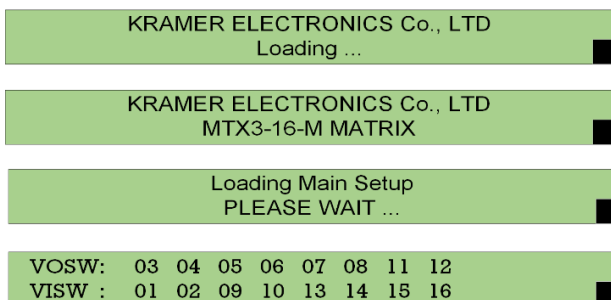 KRAMER ELECTRONICS Co., LTD
Loading ...
KRAMER ELECTRONICS Co., LTD
MTX3-16-M MATRIX
Loading Main Setup
PLEASE WAIT ...
VOSW: 03 04 05 06 07 08 11 12
VISW : 01 02 09 10 13 14 15 16